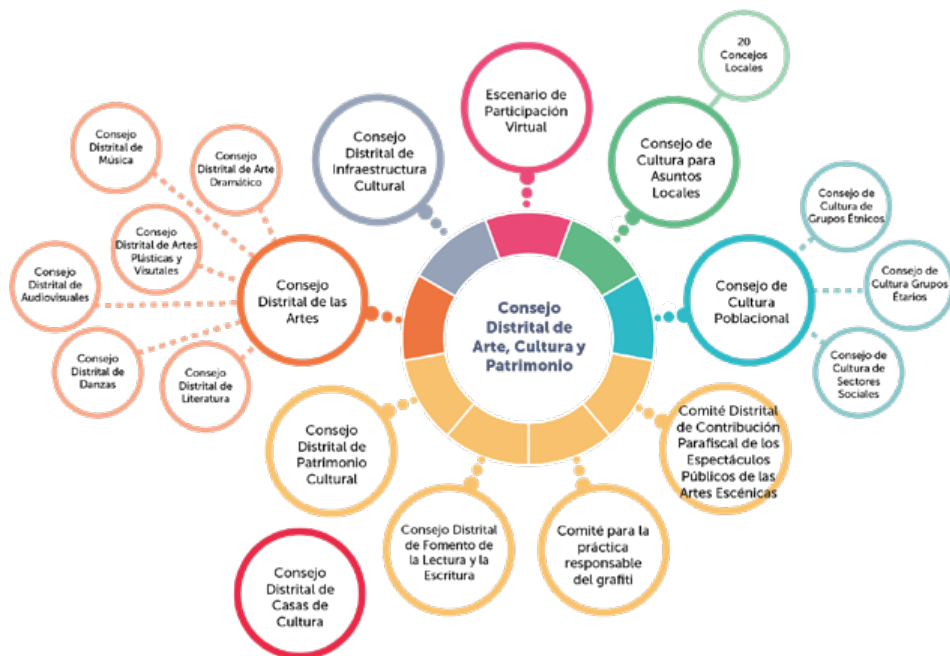 20
Concejos
Locales
Escenario de
Participación
Virtual
Consejo
Distrital de
Infraestructura
Cultural
Consejo de
Cultura para
Asuntos
Locales
Consejo
Distrital de
Música
Consejo
Distrital de Arte
Dramático
Consejo
Distrital de Artes
Plásticas y
Visutales
Consejo
Distrital de
Audiovisuales
Consejo
Distrital de
Danzas
Consejo
Distrital de
Literatura
Consejo
Distrital de las
Artes
Consejo
Distrital de
Arte, Cultura y
Patrimonio
Consejo de
Cultura
Poblacional
Consejo de
Cultura de
Grupos Étnicos
Consejo de
Cultura Grupos
Étarios
Consejo de
Cultura de
Sectores
Sociales
Consejo
Distrital de
Patrimonio
Cultural
Comité Distrital
de Contribución
Parafiscal de los
Espectáculos
Públicos de las
Artes Escénicas
Consejo Distrital
de Fomento de
la Lectura y la
Escritura
Comité para la
práctica
responsable
del grafiti
Consejo
Distrital de
Casas de
Cultura